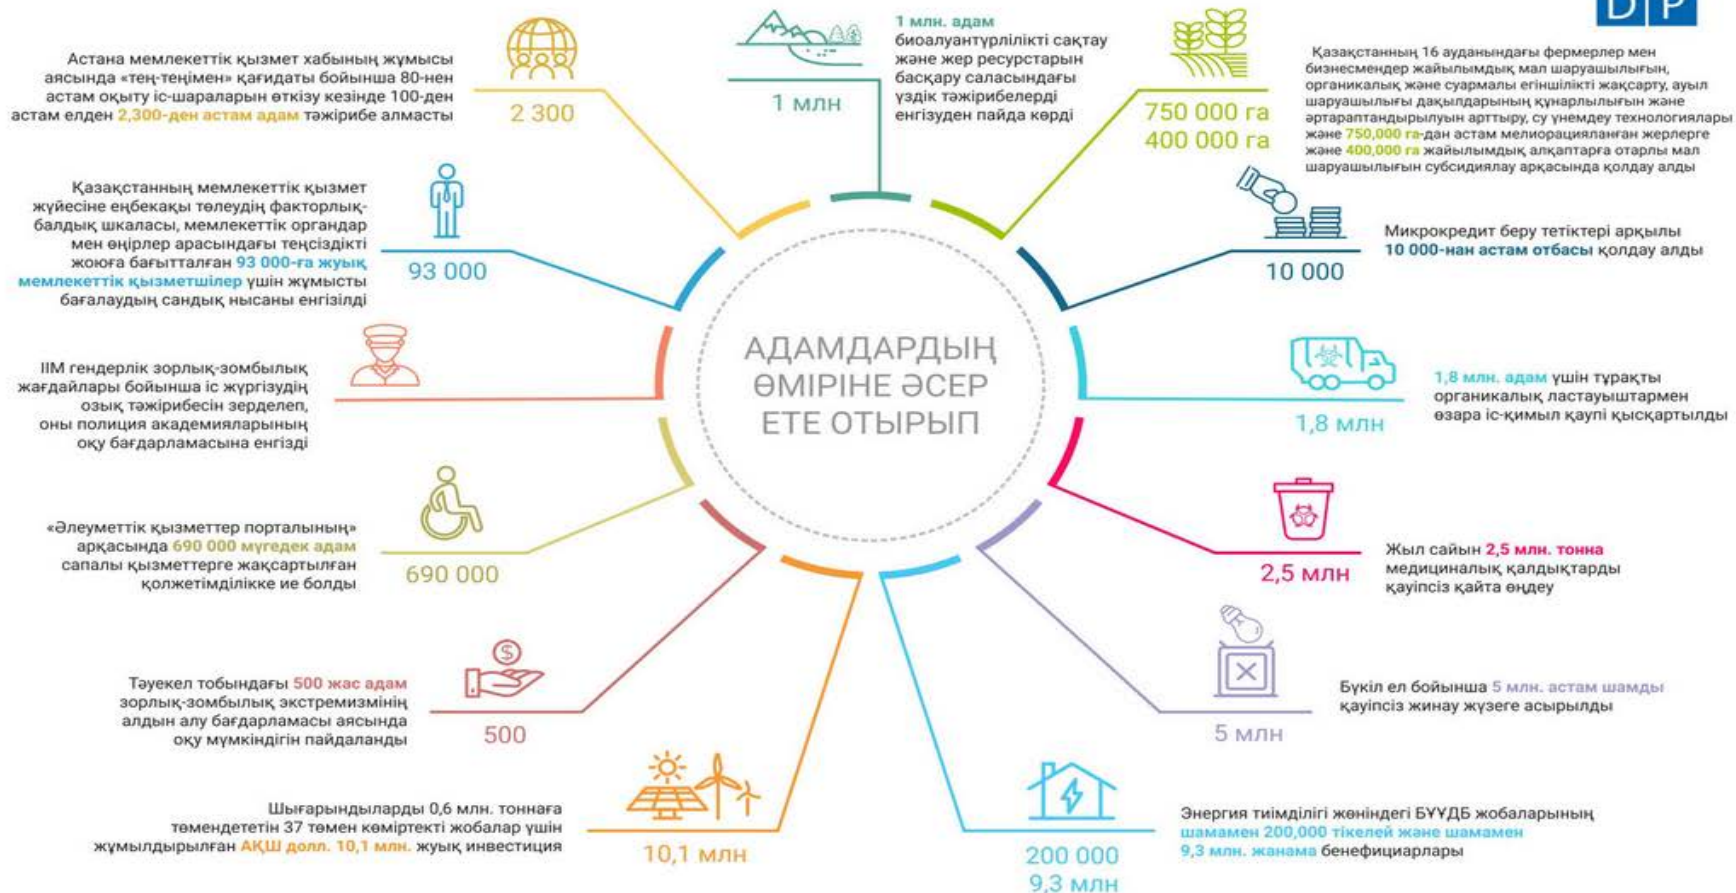 D P
Астана мемлекеттік қызмет хабының жұмысы
аясында «тең-теңімен» қағидаты бойынша 80-нен
астам оқыту іс-шараларын өткізу кезінде 100-ден
астам елден 2,300-ден астам адам тәжірибе алмасты
2 300
1 млн
1 млн. адам
биоалуантүрлілікті сақтау
және жер ресурстарын
басқару саласындағы
үздік тәжірибелерді
енгізуден пайда көрді
750 000 га
400 000 га
Қазақстанның 16 ауданындағы фермерлер мен
бизнесмендер жайылымдық мал шаруашылығын,
органикалық және суармалы егіншілікті жақсарту, ауыл
шаруашылығы дақылдарының құнарлылығын және
әртараптандырылуын арттыру, су үнемдеу технологиялары
және 750,000 га-дан астам мелиорацияланған жерлерге
және 400,000 га жайылымдық алқаптарға отарлы мал
шаруашылығын субсидиялау арқасында қолдау алды
Қазақстанның мемлекеттік қызмет
жүйесіне еңбекақы төлеудің факторлық-
балдық шкаласы, мемлекеттік органдар
мен өңірлер арасындағы теңсіздікті
жоюға бағытталған 93 000-ға жуық
мемлекеттік қызметшілер үшін жұмысты
бағалаудың сандық нысаны енгізілді
93 000
10 000
Микрокредит беру тетіктері арқылы
10 000-нан астам отбасы қолдау алды
АДАМДАРДЫҢ
ӨМІРІНЕ ӘСЕР
ЕТЕ ОТЫРЫП
ІІМ гендерлік зорлық-зомбылық
жағдайлары бойынша іс жүргізудің
озық тәжірибесін зерделеп,
оны полиция академияларының
оқу бағдарламасына енгізді
1,8 млн
1,8 млн. адам үшін тұрақты
органикалық ластауыштармен
өзара іс-қимыл қаупі қысқартылды
«Әлеуметтік қызметтер порталының»
арқасында 690 000 мүгедек адам
сапалы қызметтерге жақсартылған
қолжетімділікке ие болды
690 000
2,5 млн
Жыл сайын 2,5 млн. тонна
медициналық қалдықтарды
қауіпсіз қайта өңдеу
Тәуекел тобындағы 500 жас адам
зорлық-зомбылық экстремизмінің
алдын алу бағдарламасы аясында
оқу мүмкіндігін пайдаланды
$
500
5 млн
Бүкіл ел бойынша 5 млн. астам шамды
қауіпсіз жинау жүзеге асырылды
Шығарындыларды 0,6 млн. тоннаға
төмендететін 37 төмен көміртекті жобалар үшін
жұмылдырылған АҚШ долл. 10,1 млн. жуық инвестиция
10,1 млн
200 000
9,3 млн
Энергия тиімділігі жөніндегі БҰҰДБ жобаларының
шамамен 200,000 тікелей және шамамен
9,3 млн. жанама бенефициарлары